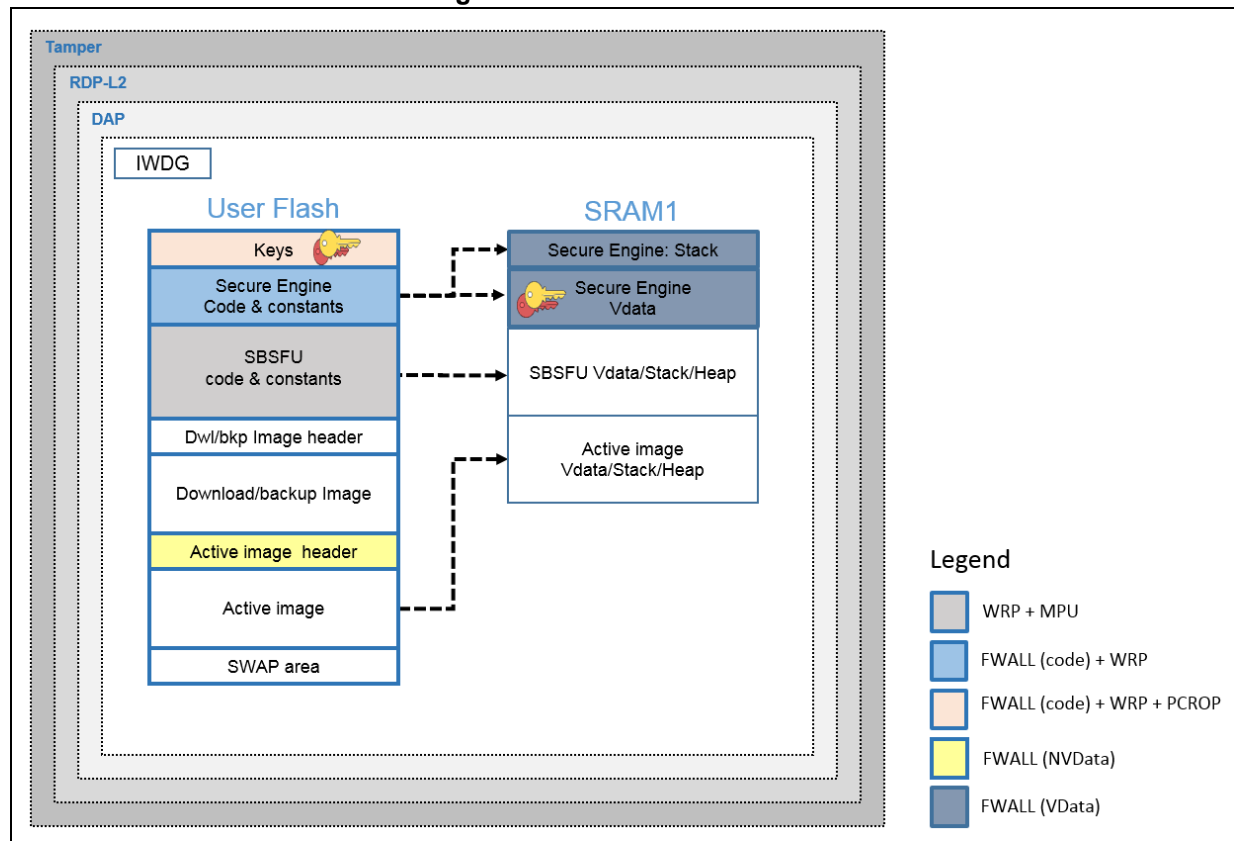 Tamper
RDP-L2
DAP
IWDG
User Flash
Keys
Secure Engine
Code & constants
SBSFU
code & constants
Dwl/bkp Image header
Download/backup Image
Active image header
Active image
SWAP area
SRAM1
Secure Engine: Stack
Secure Engine
Vdata
SBSFU Vdata/Stack/Heap
Active image
Vdata/Stack/Heap
Legend
WRP + MPU
FWALL (code) + WRP
FWALL (code) + WRP + PCROP
FWALL (NVData)
FWALL (VData)